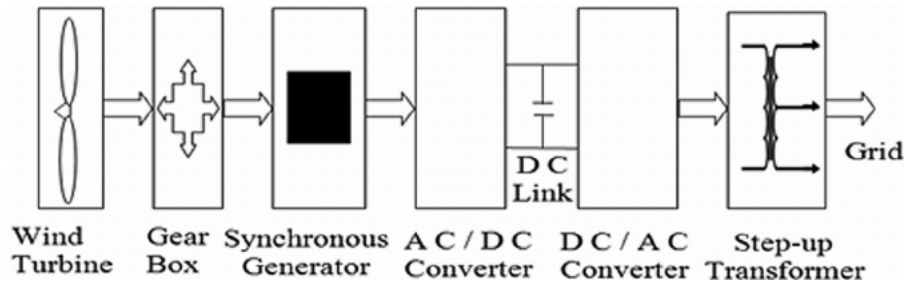 D C
Link
Grid
Wind
Turbine
Gear
Box
Synchronous
Generator
A C / D C
Converter
D C / A C
Converter
Step-up
Transformer